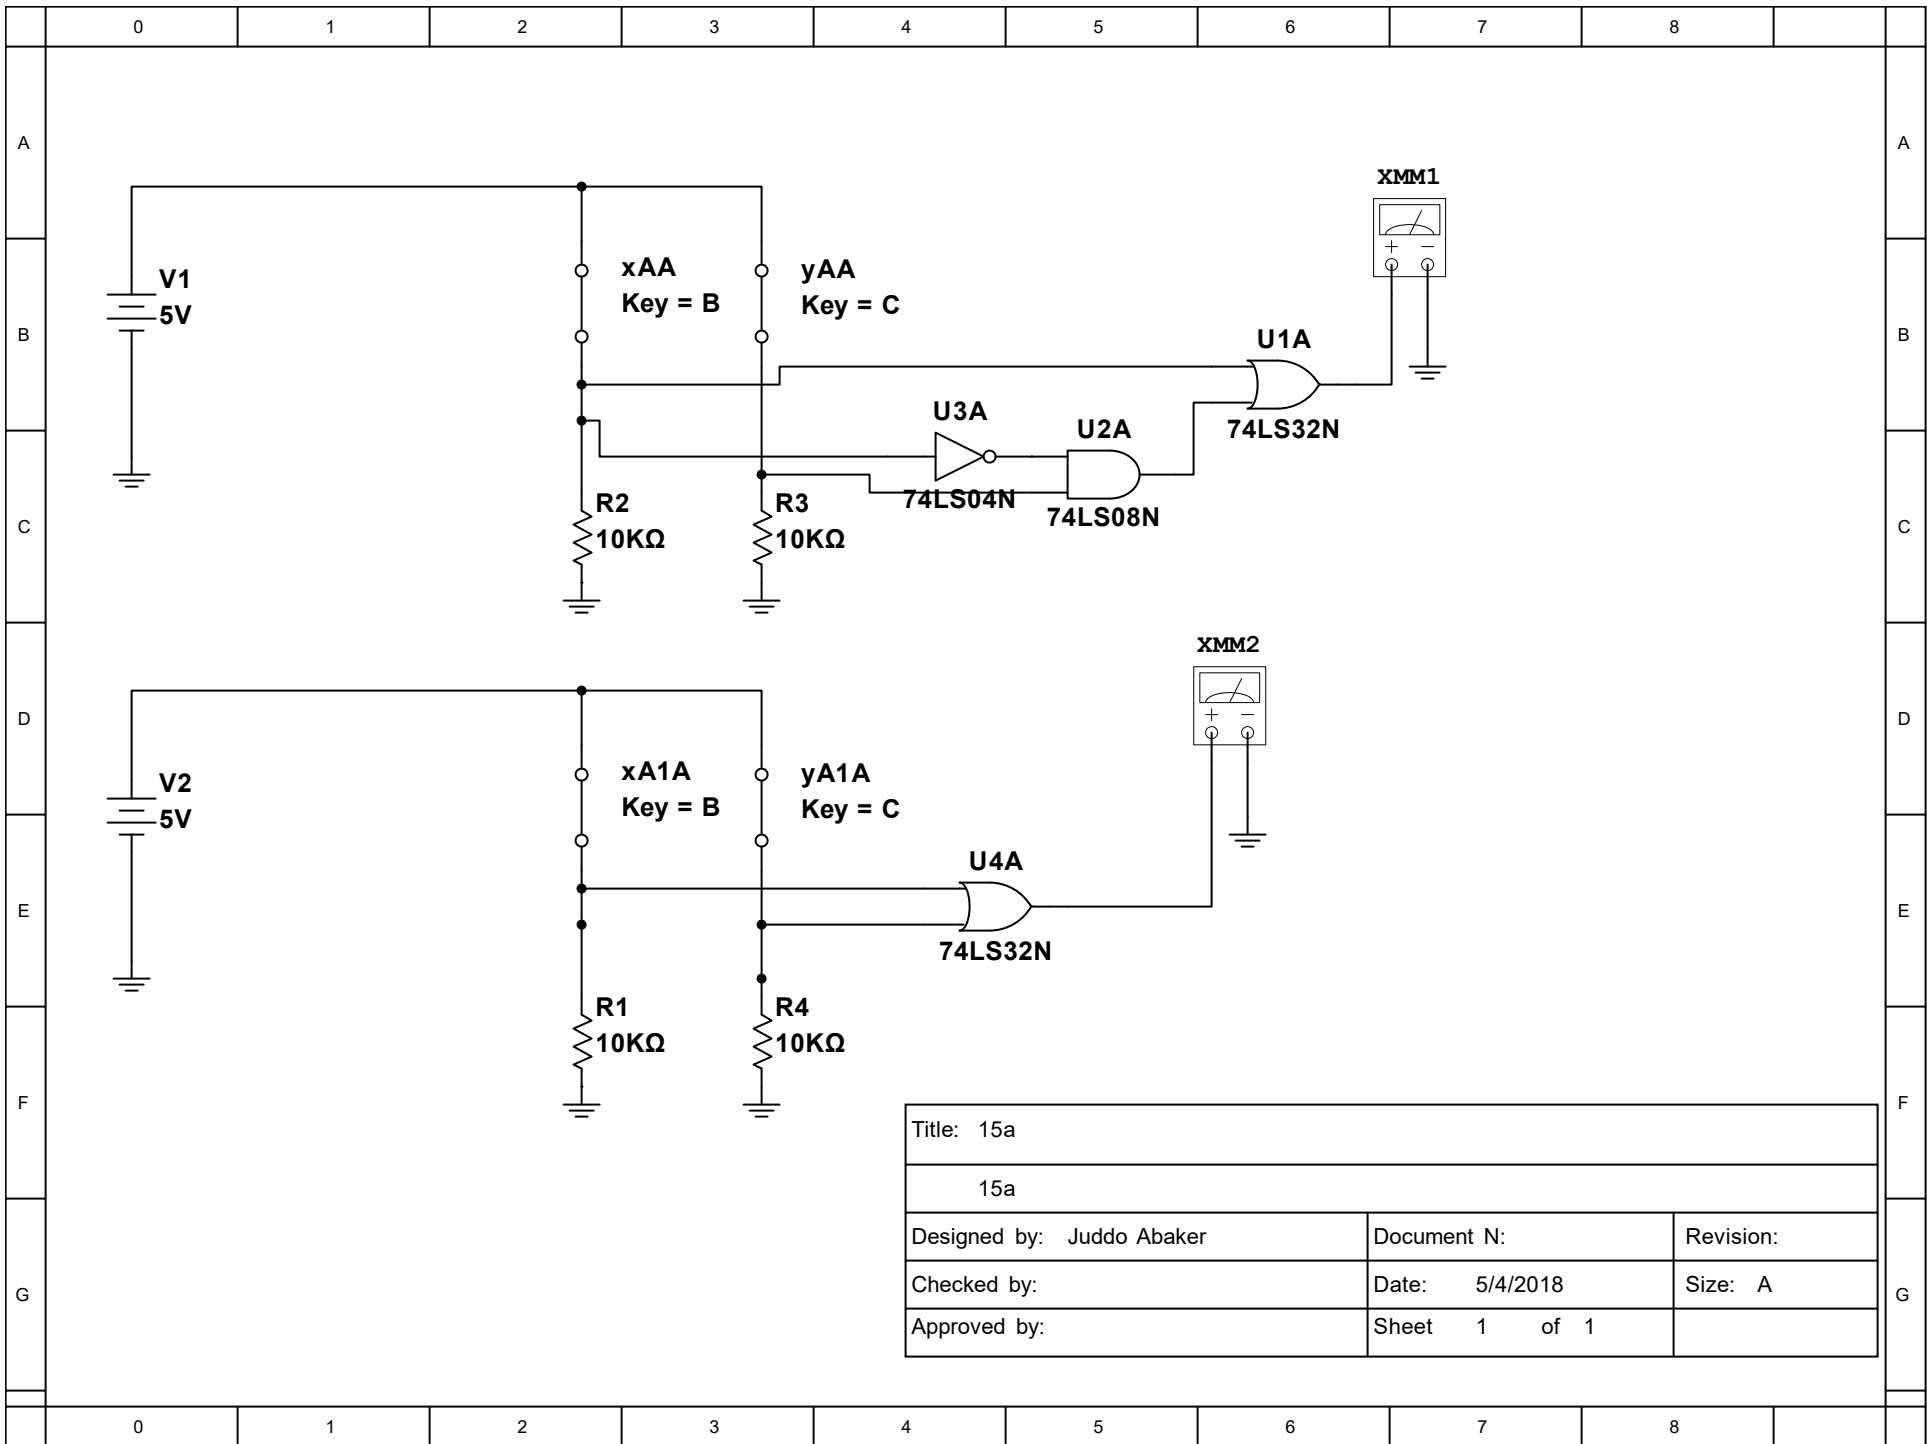 0 1 2 3 4 5 6 7 8
A A
XMM1
B B
V1
5V
xAA
Key = B
yAA
Key = C
U1A
74LS32N
U3A
74LS04N
U2A
74LS08N
C C
R2
10KΩ
R3
10KΩ
XMM2
D D
V2
5V
xA1A
Key = B
yA1A
Key = C
U4A
74LS32N
E E
R1
10KΩ
R4
10KΩ
F F
Title: 15a
15a
Designed by: Juddo Abaker Document N: Revision:
Checked by: Date: 5/4/2018 Size: A
Approved by: Sheet 1 of 1
G G
0 1 2 3 4 5 6 7 8